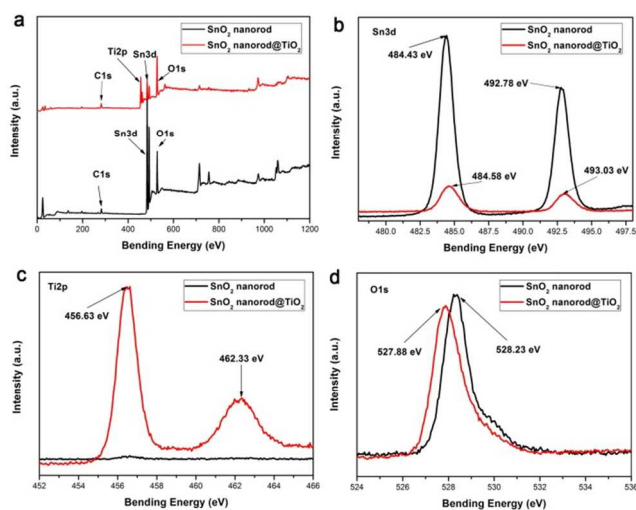 a
SnO2 nanorod
SnO2 nanorod@TiO2
Ti2p
Sn3d
O1s
C1s
Sn3d
O1s
C1s
Intensity (a.u.)
0 200 400 600 800 1000 1200
Bending Energy (eV)
b
Sn3d
484.43 eV
SnO2 nanorod
SnO2 nanorod@TiO2
492.78 eV
484.58 eV
493.03 eV
Intensity (a.u.)
480.0 482.5 485.0 487.5 490.0 492.5 495.0 497.5
Bending Energy (eV)
c
Ti2p
SnO2 nanorod
SnO2 nanorod@TiO2
456.63 eV
462.33 eV
Intensity (a.u.)
452 454 456 458 460 462 464 466
Bending Energy (eV)
d
O1s
SnO2 nanorod
SnO2 nanorod@TiO2
527.88 eV
528.23 eV
Intensity (a.u.)
524 526 528 530 532 534 536
Bending Energy (eV)